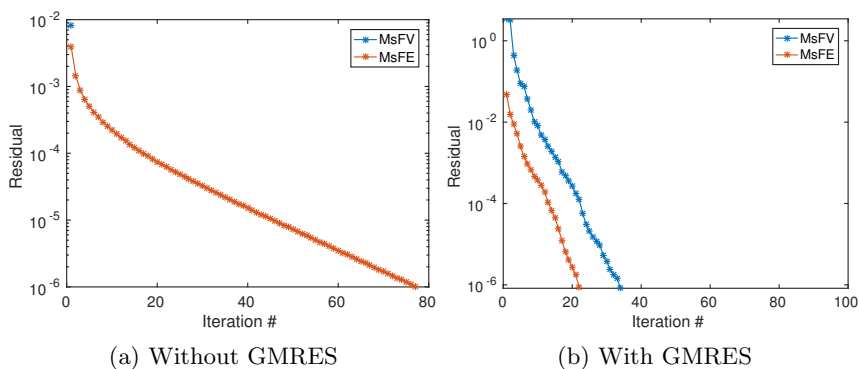 10^-2
10^-3
10^-4
10^-5
10^-6
Residual
0 20 40 60 80
Iteration #
MsFV
MsFE
(a) Without GMRES
10^0
10^-2
10^-4
10^-6
Residual
0 20 40 60 80 100
Iteration #
MsFV
MsFE
(b) With GMRES